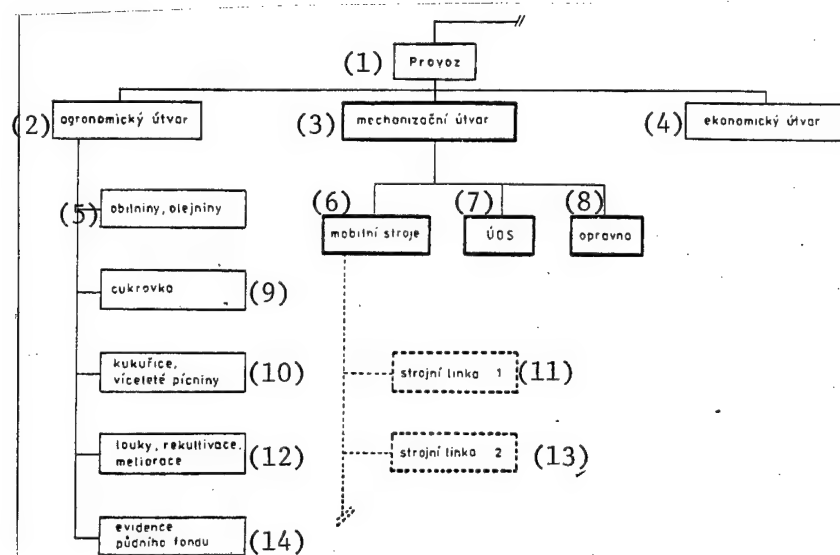 (1) Provoz
(2) agronomický útvar (3) mechanizační útvar (4) ekonomický útvar
(5) obilniny, olejniny
(6) (7) (8)
mobilní stroje ÚOS opravna
cukrovka (9)
kukuřice,
víceleté pícniny (10)
strojní linka 1 (11)
louky, rekultivace,
meliorace (12)
strojní linka 2 (13)
evidence
půdního fondu (14)